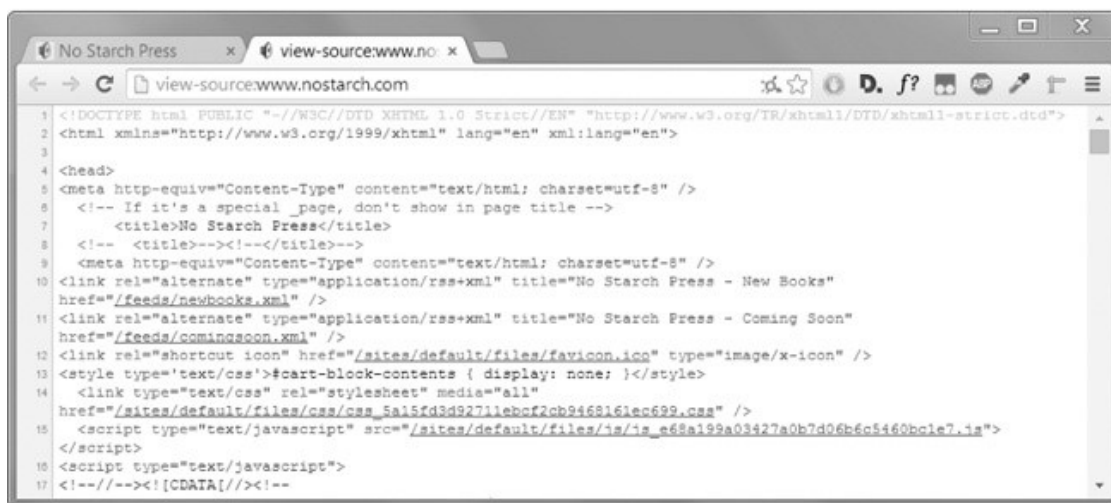 No Starch Press × view-source:www.no ×
view-source:www.nostarch.com D. f? ABP
1 <!DOCTYPE html PUBLIC "-//W3C//DTD XHTML 1.0 Strict//EN" "http://www.w3.org/TR/xhtml1/DTD/xhtml1-strict.dtd">
2 <html xmlns="http://www.w3.org/1999/xhtml" lang="en" xml:lang="en">
3
4 <head>
5 <meta http-equiv="Content-Type" content="text/html; charset=utf-8" />
6 <!-- If it's a special _page, don't show in page title -->
7 <title>No Starch Press</title>
8 <!-- <title>--><!--</title>-->
9 <meta http-equiv="Content-Type" content="text/html; charset=utf-8" />
10 <link rel="alternate" type="application/rss+xml" title="No Starch Press - New Books"
href="/feeds/newbooks.xml" />
11 <link rel="alternate" type="application/rss+xml" title="No Starch Press - Coming Soon"
href="/feeds/comingsoon.xml" />
12 <link rel="shortcut icon" href="/sites/default/files/favicon.ico" type="image/x-icon" />
13 <style type='text/css'>#cart-block-contents { display: none; }</style>
14 <link type="text/css" rel="stylesheet" media="all"
href="/sites/default/files/css/css_5a15fd3d92711ebcf2cb9468161ec699.css" />
15 <script type="text/javascript" src="/sites/default/files/js/js_e68a199a03427a0b7d06b6c5460bc1e7.js">
</script>
16 <script type="text/javascript">
17 <!--//--><![CDATA[//><!--